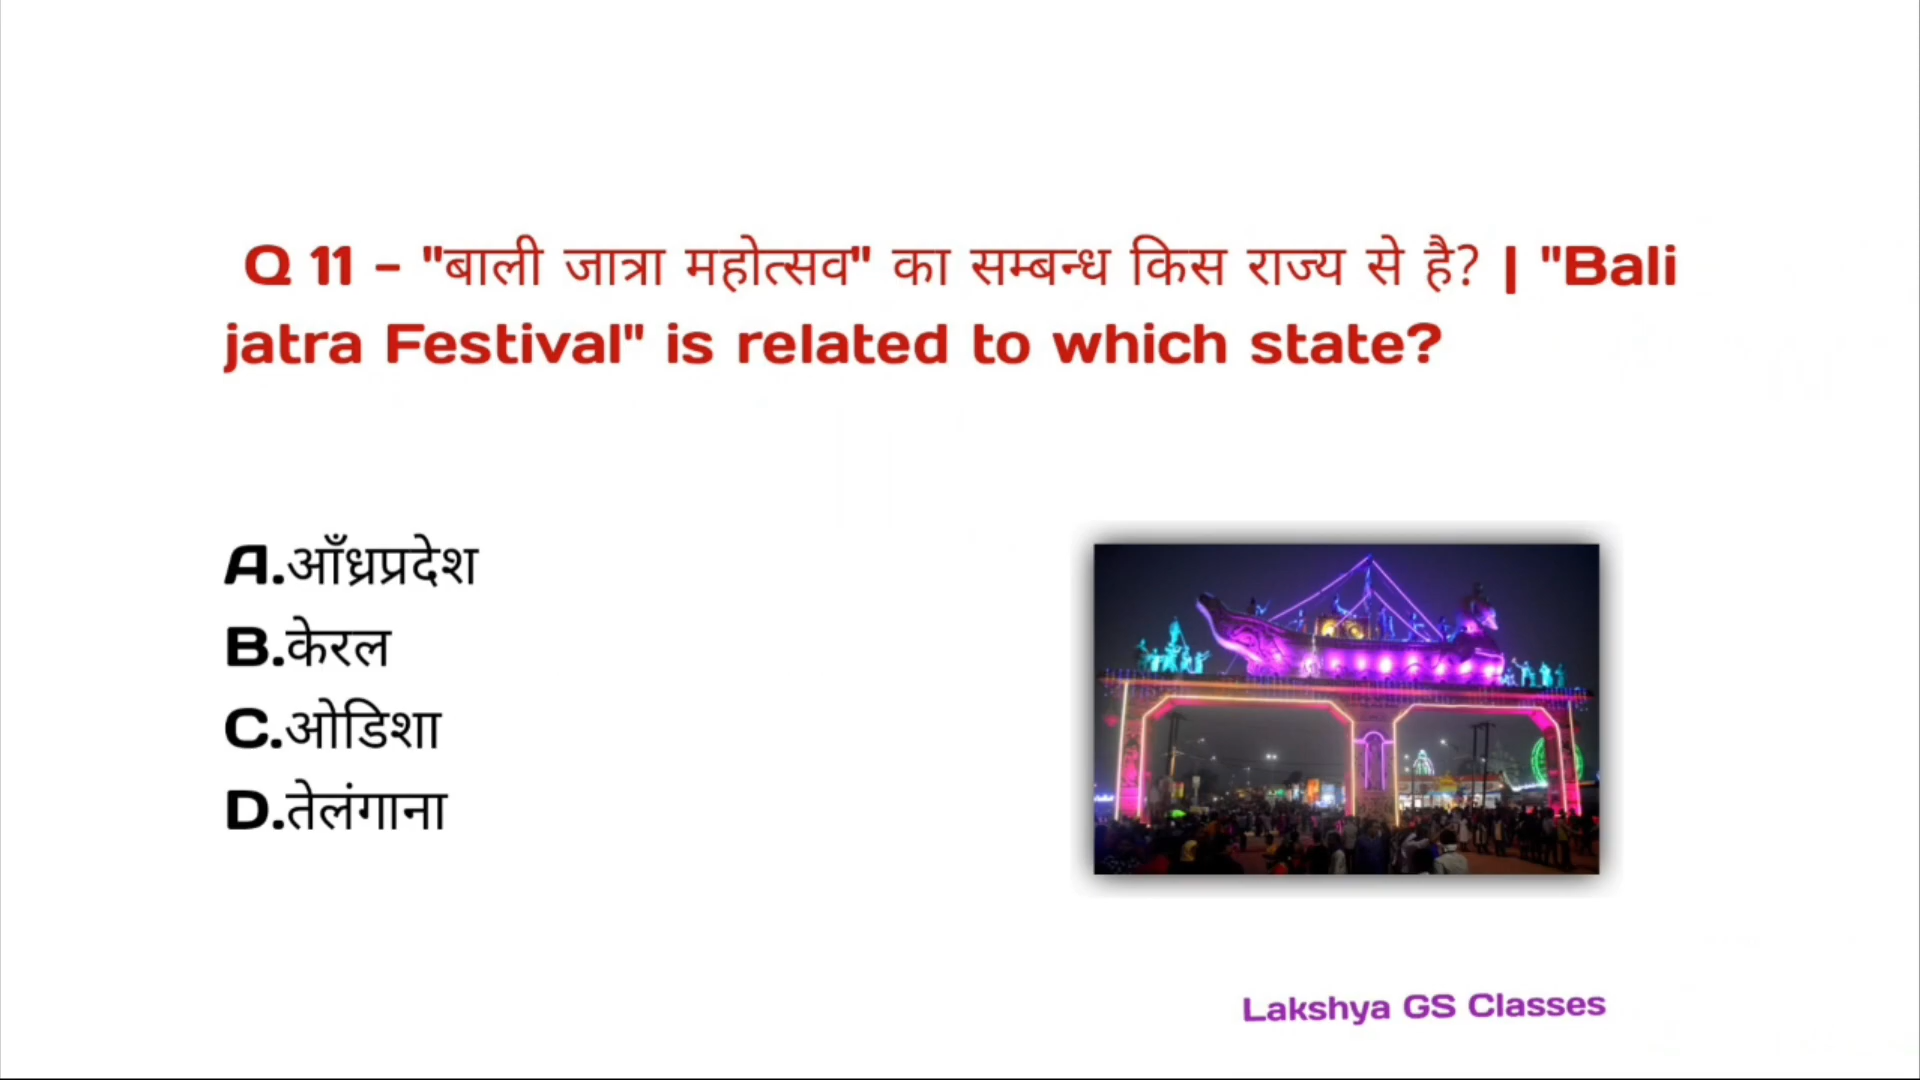 Q 11 - "बाली जात्रा महोत्सव" का सम्बन्ध किस राज्य से है? | "Bali
jatra Festival" is related to which state?
A.आँध्रप्रदेश
B.केरल
C.ओडिशा
D.तेलंगाना
Lakshya GS Classes